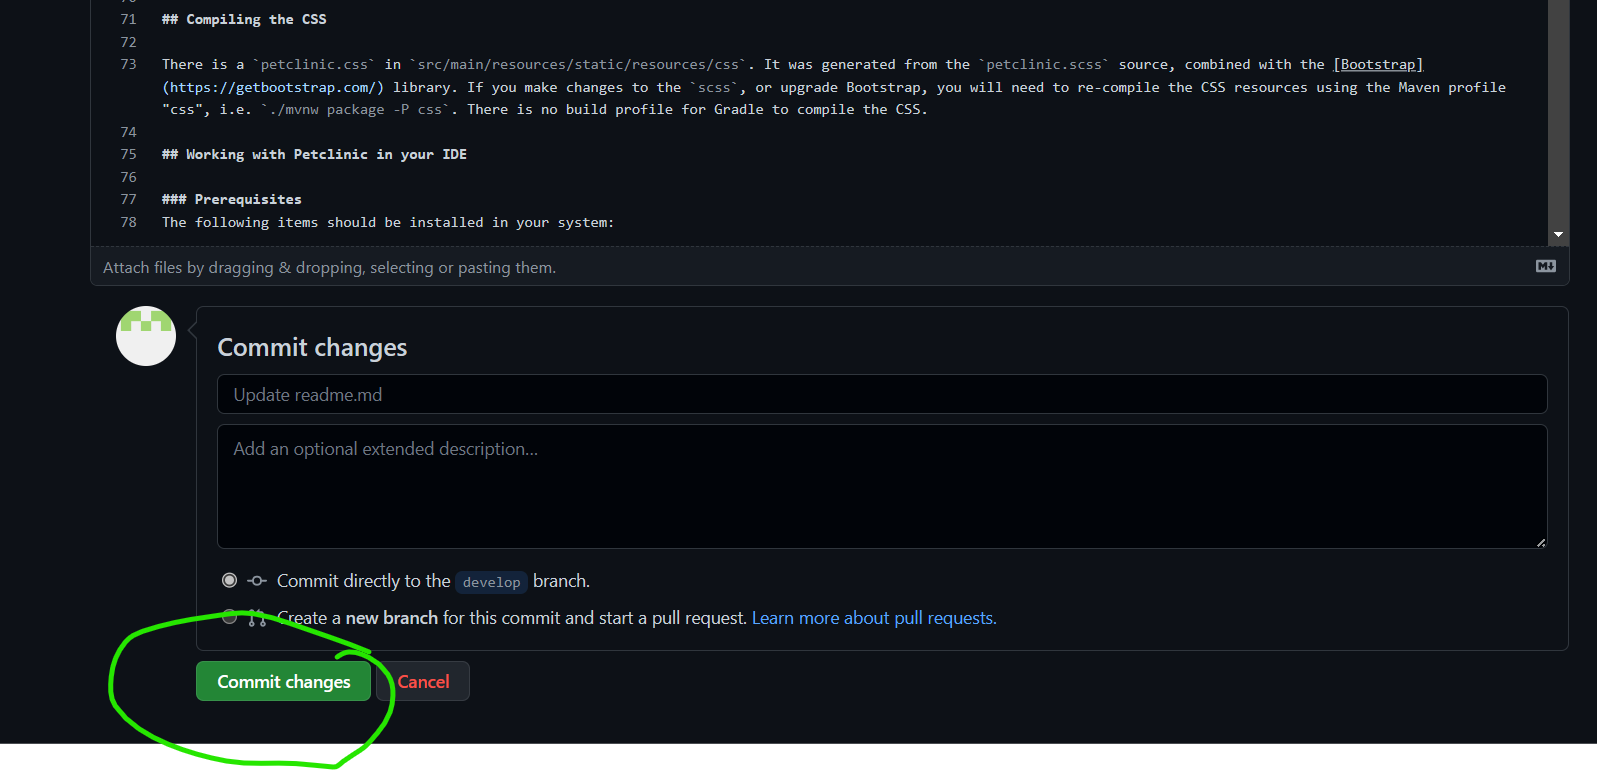 71 ## Compiling the CSS
72
73 There is a `petclinic.css` in `src/main/resources/static/resources/css`. It was generated from the `petclinic.scss` source, combined with the [Bootstrap]
(https://getbootstrap.com/) library. If you make changes to the `scss`, or upgrade Bootstrap, you will need to re-compile the CSS resources using the Maven profile
"css", i.e. `./mvnw package -P css`. There is no build profile for Gradle to compile the CSS.
74
75 ## Working with Petclinic in your IDE
76
77 ### Prerequisites
78 The following items should be installed in your system:
Attach files by dragging & dropping, selecting or pasting them.
Commit changes
Update readme.md
Add an optional extended description...
Commit directly to the develop branch.
Create a new branch for this commit and start a pull request. Learn more about pull requests.
Commit changes Cancel